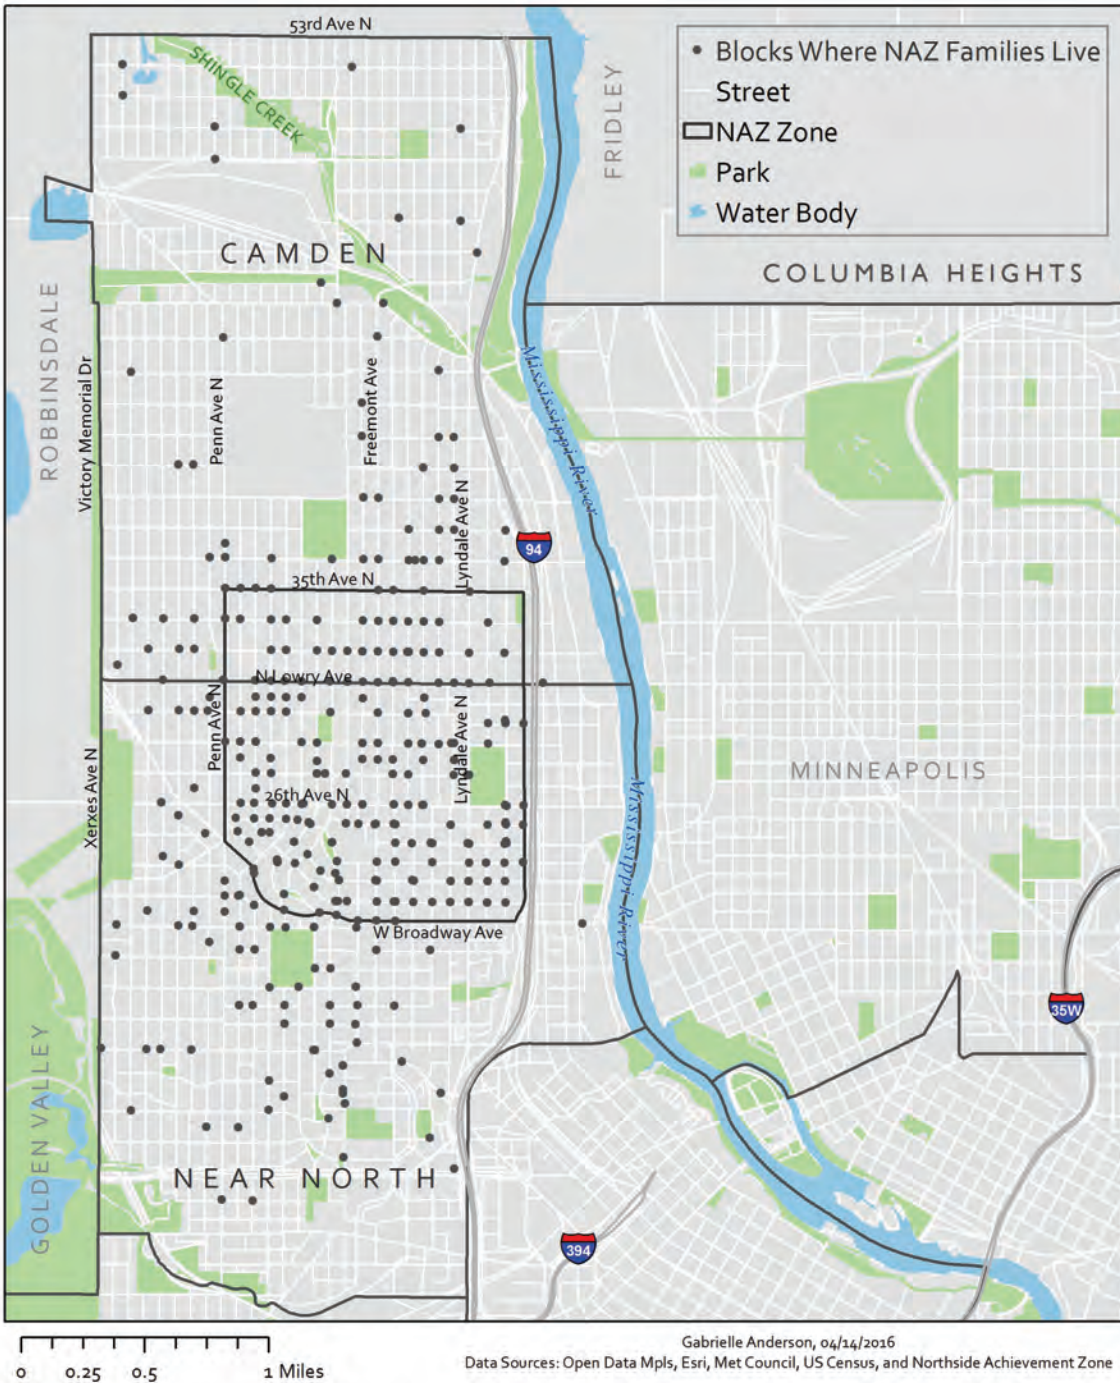 53rd Ave N
SHINGLE CREEK
FRIDLEY
Blocks Where NAZ Families Live
Street
NAZ Zone
Park
Water Body
CAMDEN
COLUMBIA HEIGHTS
ROBBINSDALE
Victory Memorial Dr
Penn Ave N
Freemont Ave
Mississippi River
Lyndale Ave N
94
35th Ave N
N Lowry Ave
Penn Ave N
Lyndale Ave N
Xerxes Ave N
26th Ave N
MINNEAPOLIS
Mississippi River
W Broadway Ave
35W
GOLDEN VALLEY
NEAR NORTH
394
0 0.25 0.5 1 Miles
Gabrielle Anderson, 04/14/2016
Data Sources: Open Data Mpls, Esri, Met Council, US Census, and Northside Achievement Zone